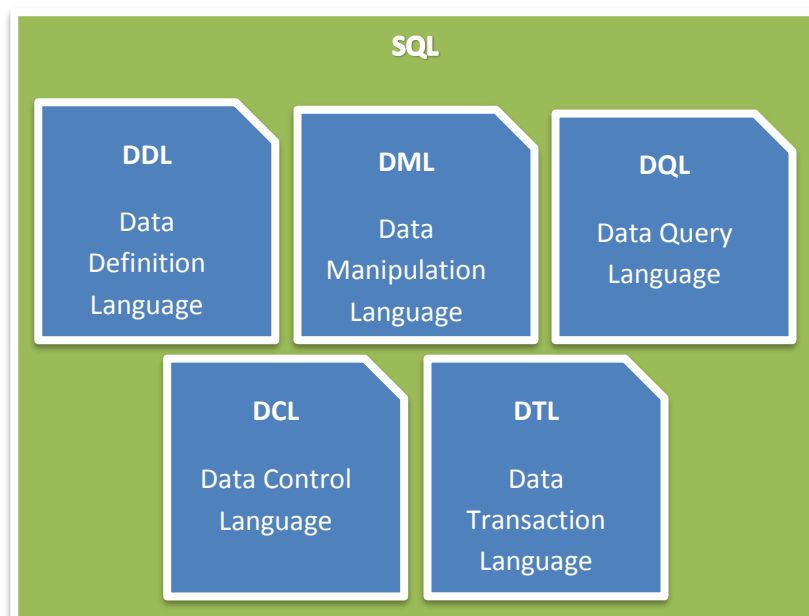 SQL
DDL
Data
Definition
Language
DML
Data
Manipulation
Language
DQL
Data Query
Language
DCL
Data Control
Language
DTL
Data
Transaction
Language